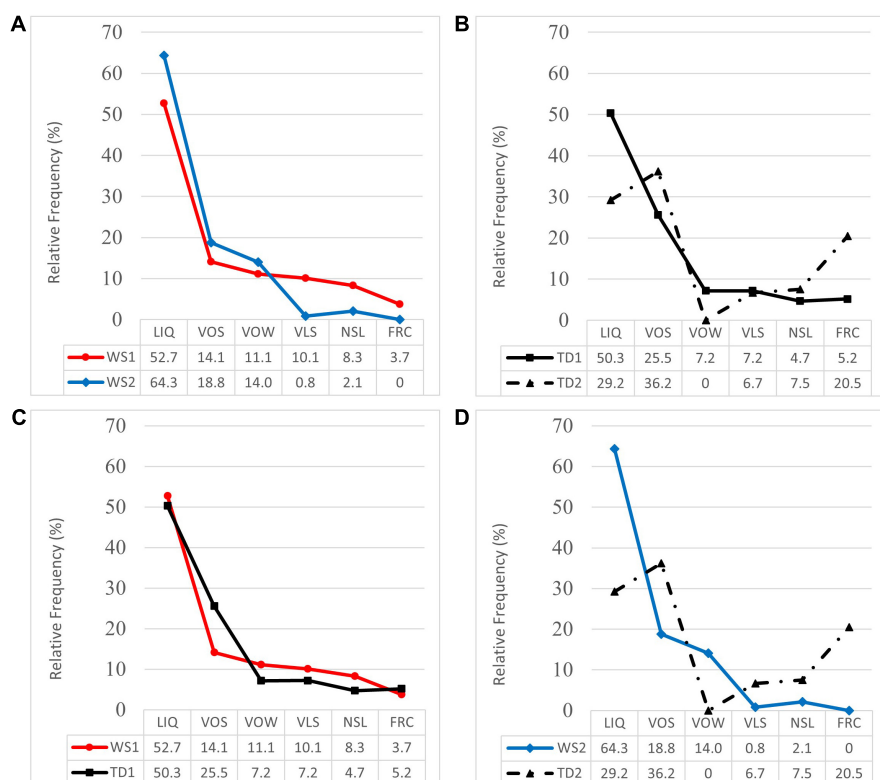 A
Relative Frequency (%)
70
60
50
40
30
20
10
0
LIQ VOS VOW VLS NSL FRC
WS1 52.7 14.1 11.1 10.1 8.3 3.7
WS2 64.3 18.8 14.0 0.8 2.1 0
B
Relative Frequency (%)
70
60
50
40
30
20
10
0
LIQ VOS VOW VLS NSL FRC
TD1 50.3 25.5 7.2 7.2 4.7 5.2
TD2 29.2 36.2 0 6.7 7.5 20.5
C
Relative Frequency (%)
70
60
50
40
30
20
10
0
LIQ VOS VOW VLS NSL FRC
WS1 52.7 14.1 11.1 10.1 8.3 3.7
TD1 50.3 25.5 7.2 7.2 4.7 5.2
D
Relative Frequency (%)
70
60
50
40
30
20
10
0
LIQ VOS VOW VLS NSL FRC
WS2 64.3 18.8 14.0 0.8 2.1 0
TD2 29.2 36.2 0 6.7 7.5 20.5